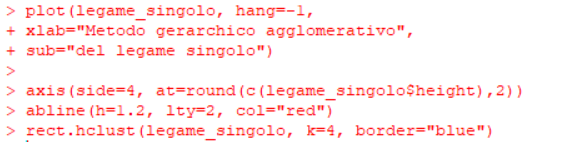 > plot(legame_singolo, hang=-1,
+ xlab="Metodo gerarchico agglomerativo",
+ sub="del legame singolo")
>
> axis(side=4, at=round(c(legame_singolo$height),2))
> abline(h=1.2, lty=2, col="red")
> rect.hclust(legame_singolo, k=4, border="blue")